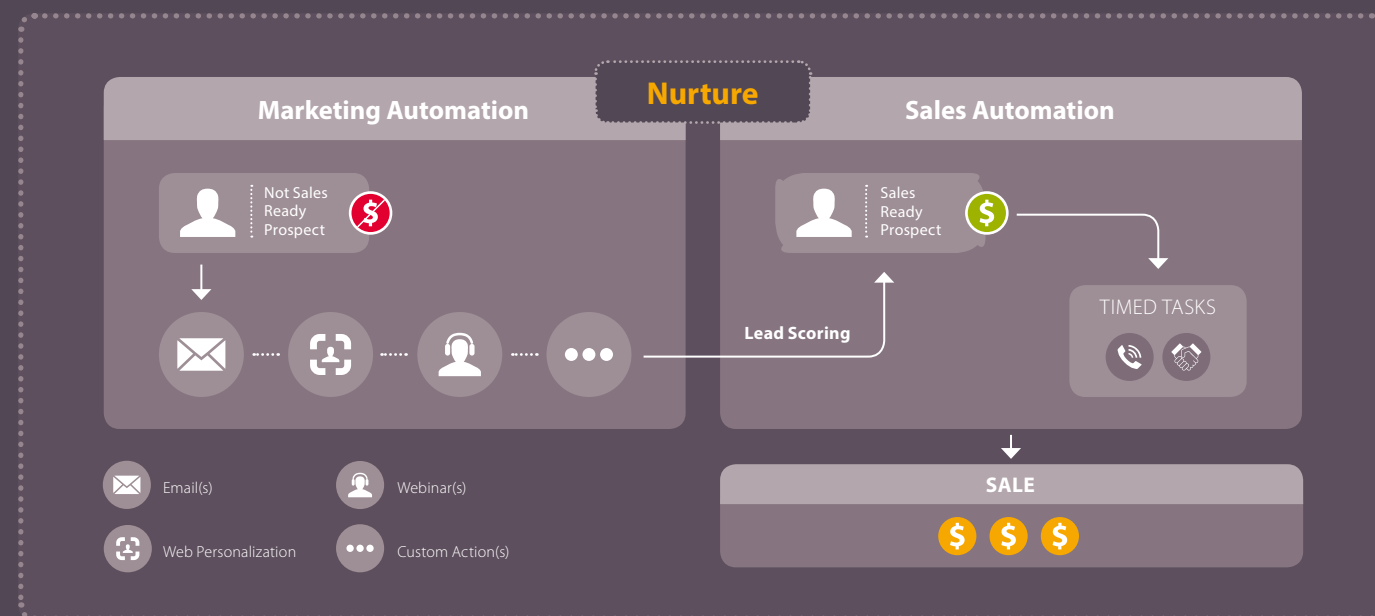 Nurture
Marketing Automation
Not Sales
Ready
Prospect
$
Sales Automation
Sales
Ready
Prospect
$
Lead Scoring
TIMED TASKS
SALE
$ $ $
Email(s)
Webinar(s)
Web Personalization
Custom Action(s)